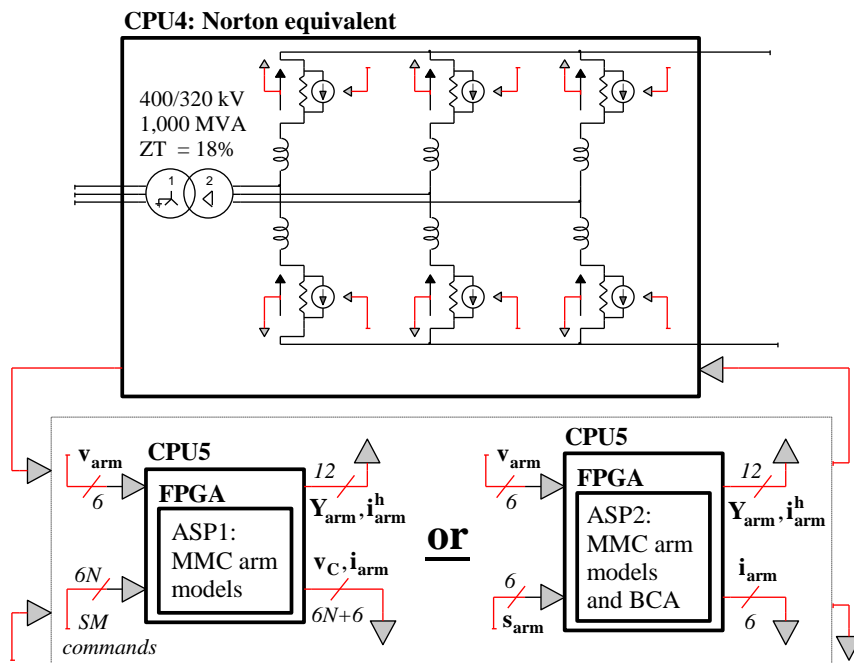 CPU4: Norton equivalent
400/320 kV
1,000 MVA
ZT = 18%
1
2
CPU5
v_arm
6
FPGA
ASP1:
MMC arm
models
12
Y_arm, i^h_arm
6N
SM
commands
v_C, i_arm
6N+6
or
CPU5
v_arm
6
FPGA
ASP2:
MMC arm
models
and BCA
12
Y_arm, i^h_arm
6
s_arm
i_arm
6